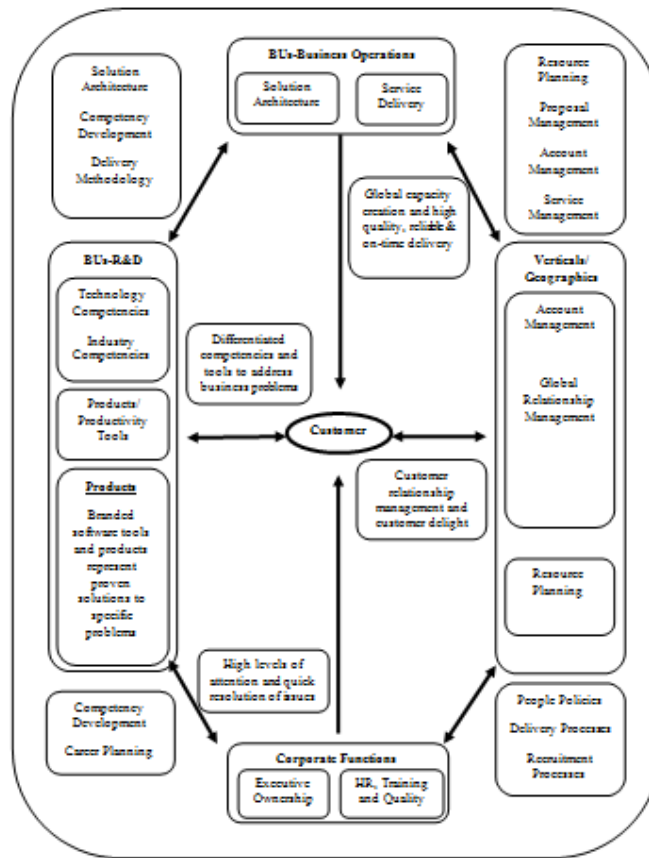 BU's-Business Operations
Solution
Architecture
Service
Delivery
Solution
Architecture
Competency
Development
Delivery
Methodology
Resource
Planning
Proposal
Management
Account
Management
Service
Management
Global capacity
creation and high
quality, reliable &
on-time delivery
BU's-R&D
Technology
Competencies
Industry
Competencies
Products/
Productivity
Tools
Products
Branded
software tools
and products
represent
proven
solutions to
specific
problems
Differentiated
competencies and
tools to address
business problems
Customer
Customer
relationship
management and
customer delight
Verticals/
Geographics
Account
Management
Global
Relationship
Management
Resource
Planning
High levels of
attention and quick
resolution of issues
Competency
Development
Career Planning
Corporate Functions
Executive
Ownership
HR, Training
and Quality
People Policies
Delivery Processes
Recruitment
Processes